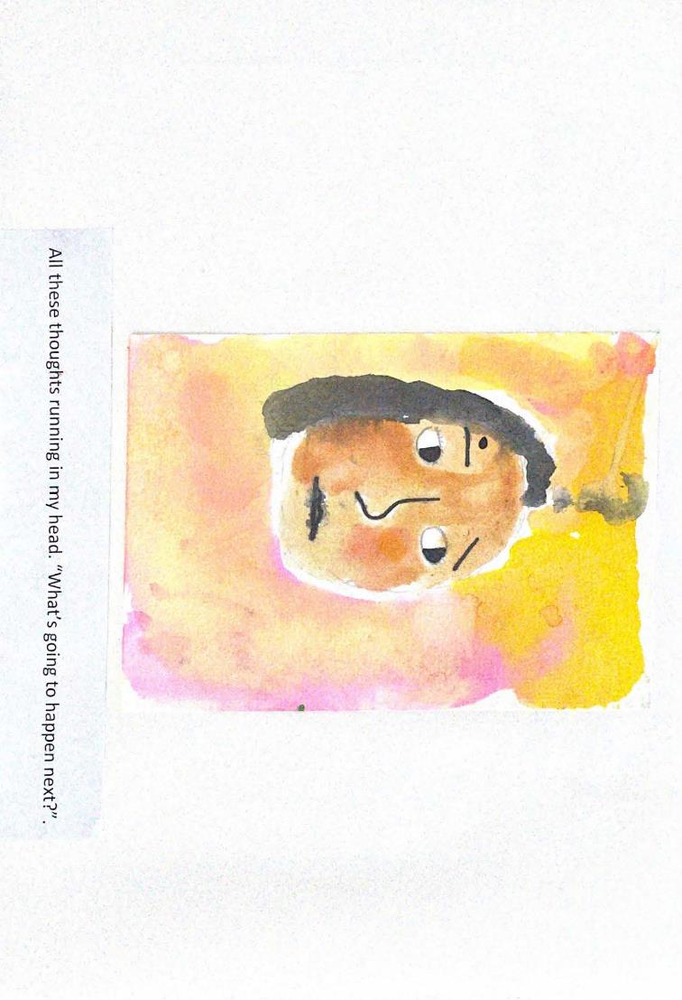 All these thoughts running in my head. “What’s going to happen next?”.